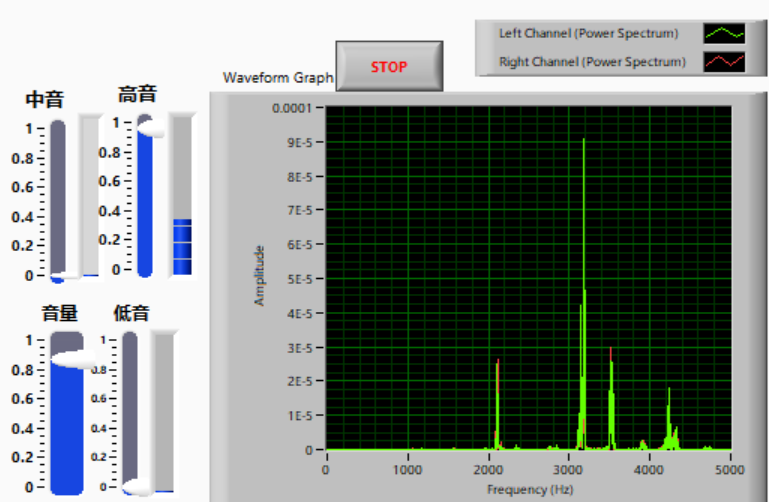 Left Channel (Power Spectrum)
Right Channel (Power Spectrum)
STOP
Waveform Graph
中音
1
0.8
0.6
0.4
0.2
0
高音
1
0.8
0.6
0.4
0.2
0
音量
1
0.8
0.6
0.4
0.2
0
低音
1
0.8
0.6
0.4
0.2
0
Amplitude
0.0001
9E-5
8E-5
7E-5
6E-5
5E-5
4E-5
3E-5
2E-5
1E-5
0
0 1000 2000 3000 4000 5000
Frequency (Hz)